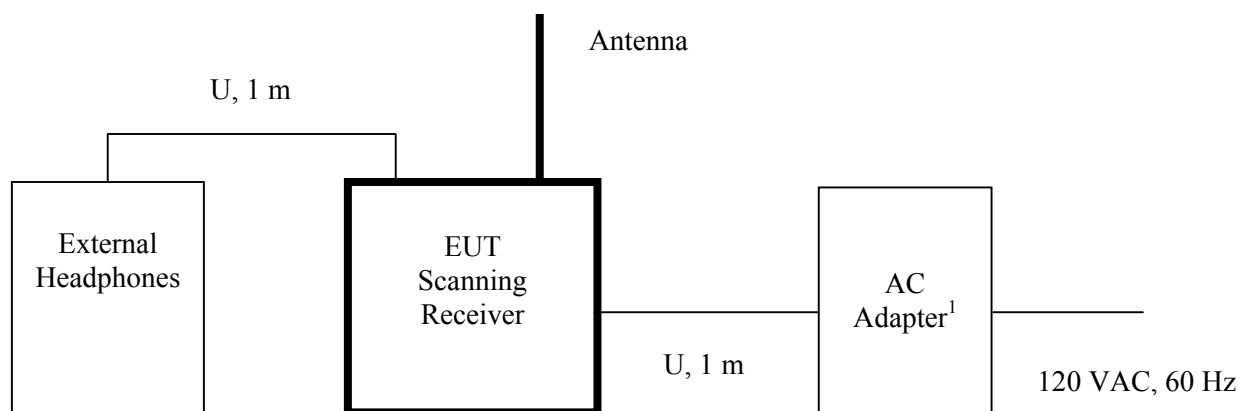 Antenna
U, 1 m
External
Headphones
EUT
Scanning
Receiver
AC
Adapter¹
U, 1 m
120 VAC, 60 Hz